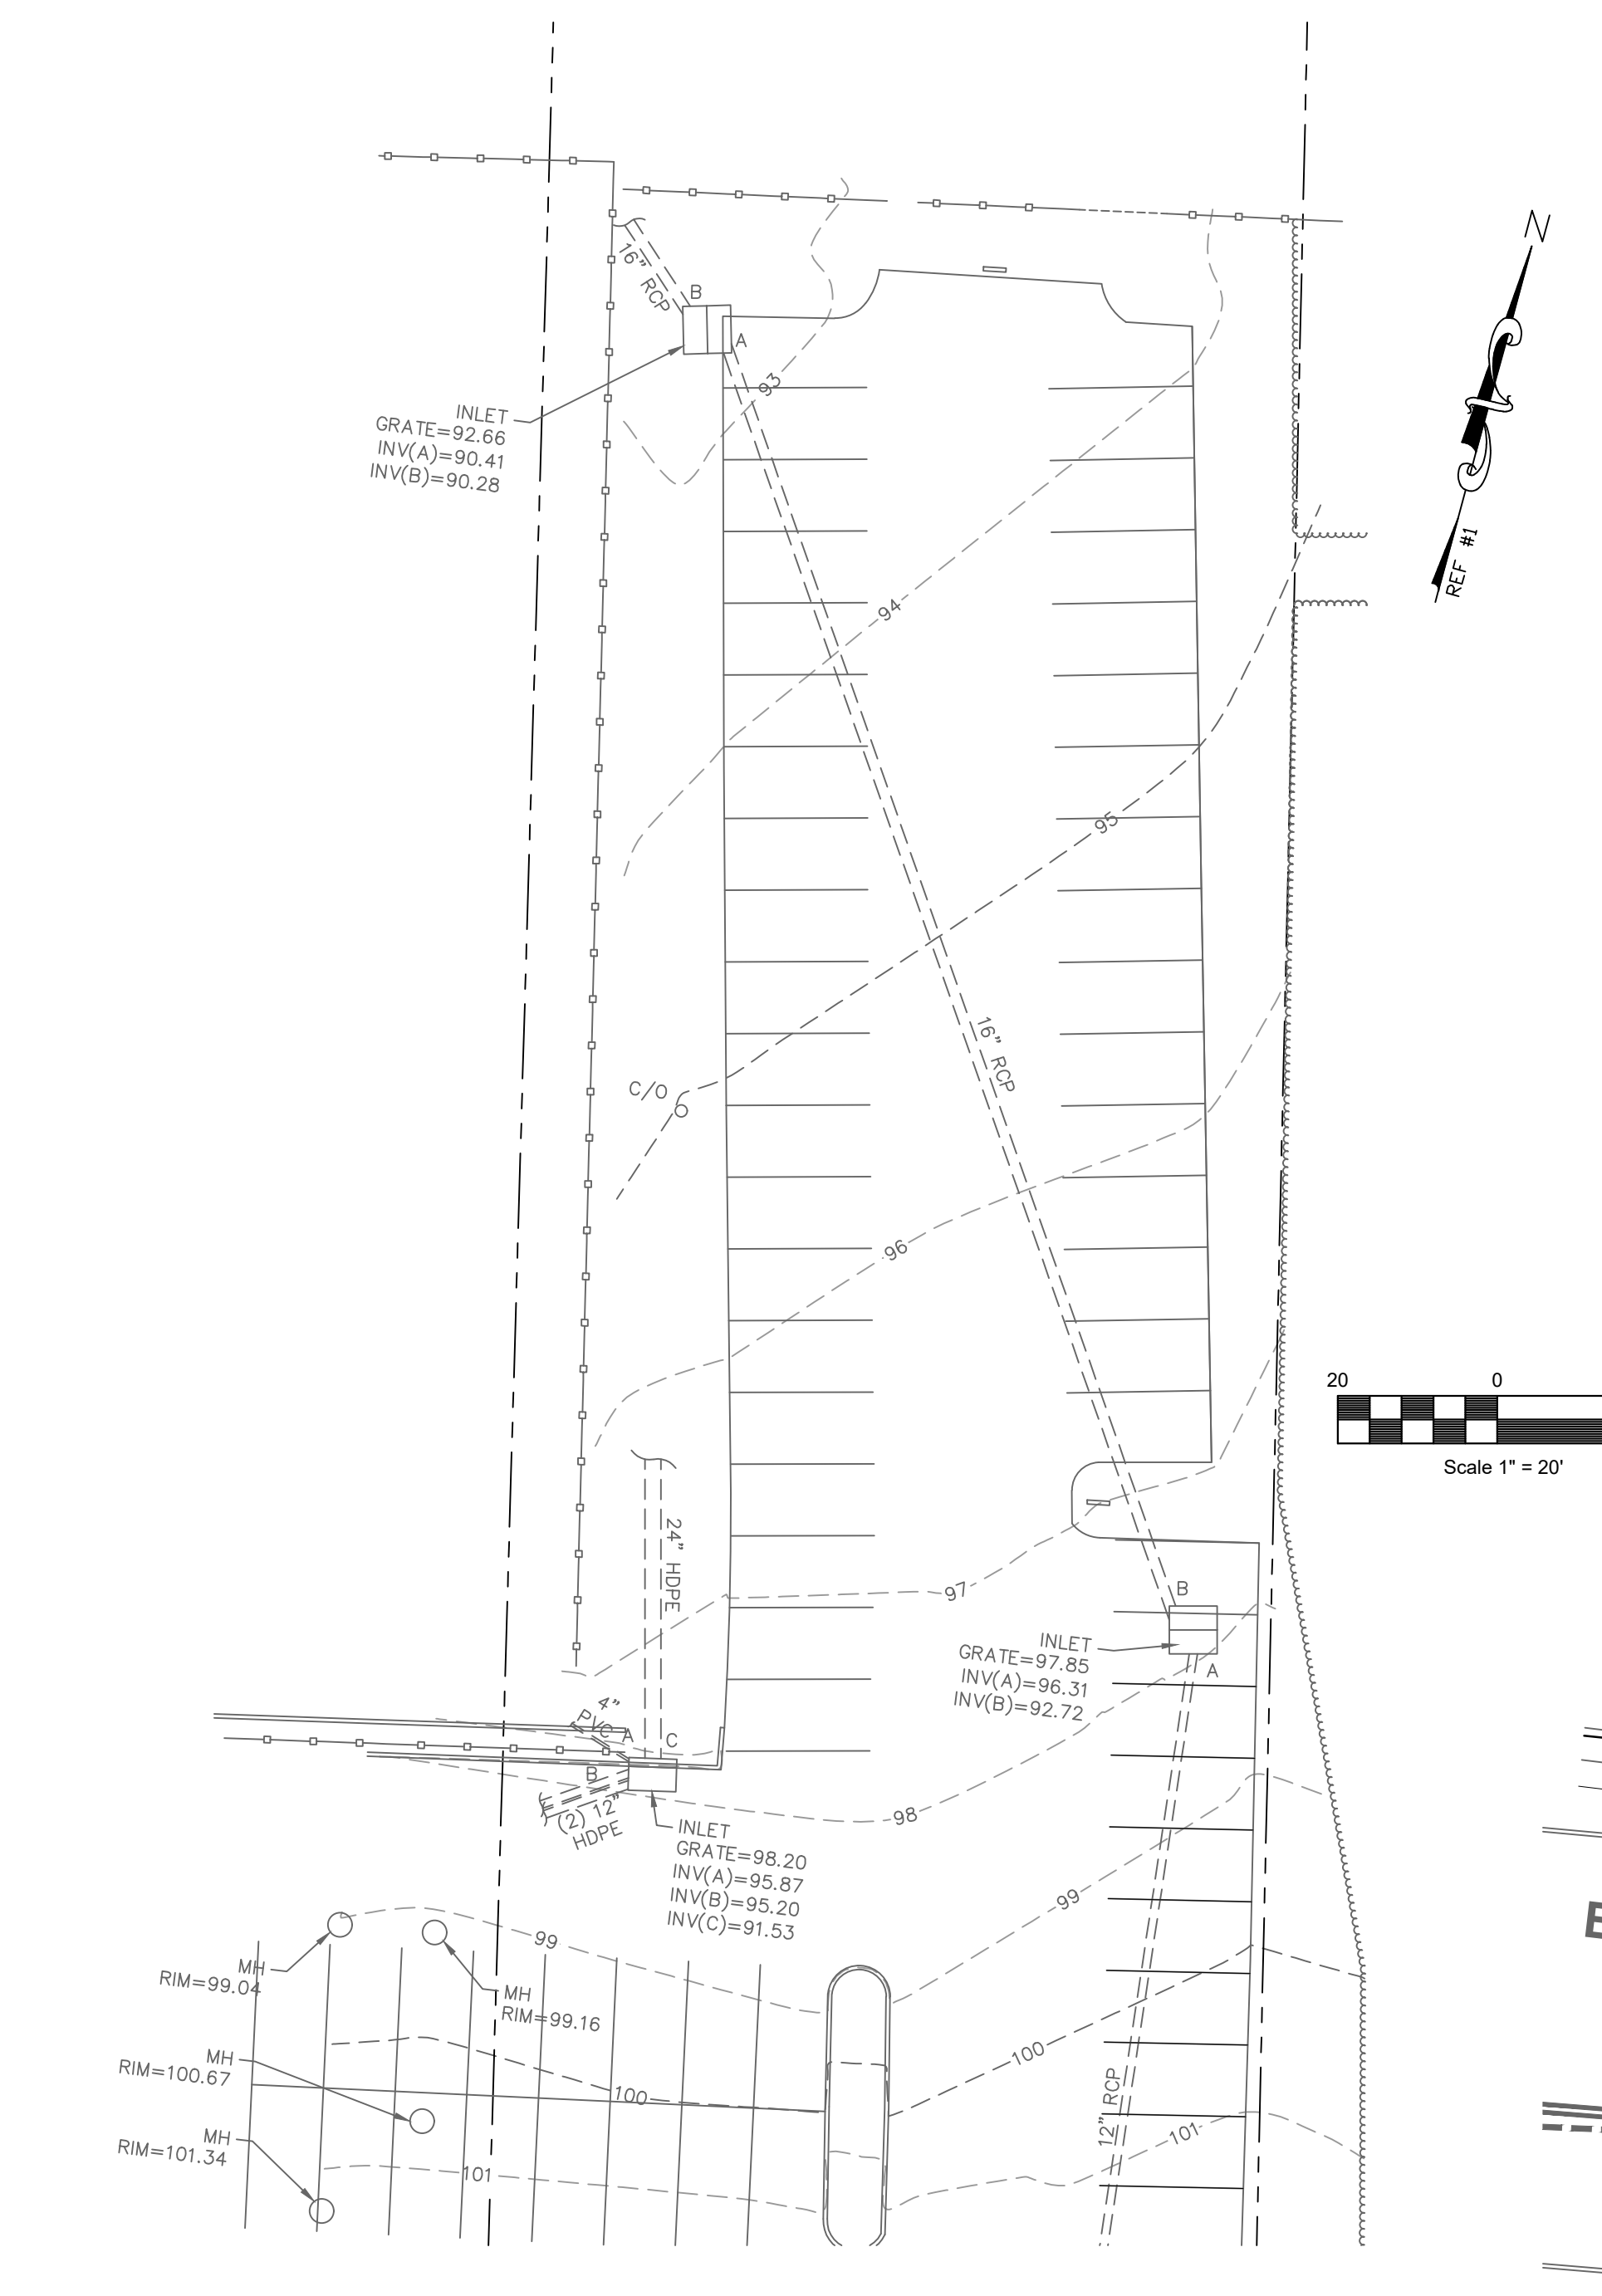 N
REF #1
16" RCP
B
A
INLET
GRATE=92.66
INV(A)=90.41
INV(B)=90.28
93
94
95
C/O
16" RCP
96
20
0
Scale 1" = 20'
24" HDPE
97
B
INLET
GRATE=97.85
INV(A)=96.31
INV(B)=92.72
A
4"
PVC
A
C
B
(2) 12"
HDPE
98
INLET
GRATE=98.20
INV(A)=95.87
INV(B)=95.20
INV(C)=91.53
99
99
MH
RIM=99.04
MH
RIM=99.16
MH
RIM=100.67
100
100
MH
RIM=101.34
101
101
12" RCP